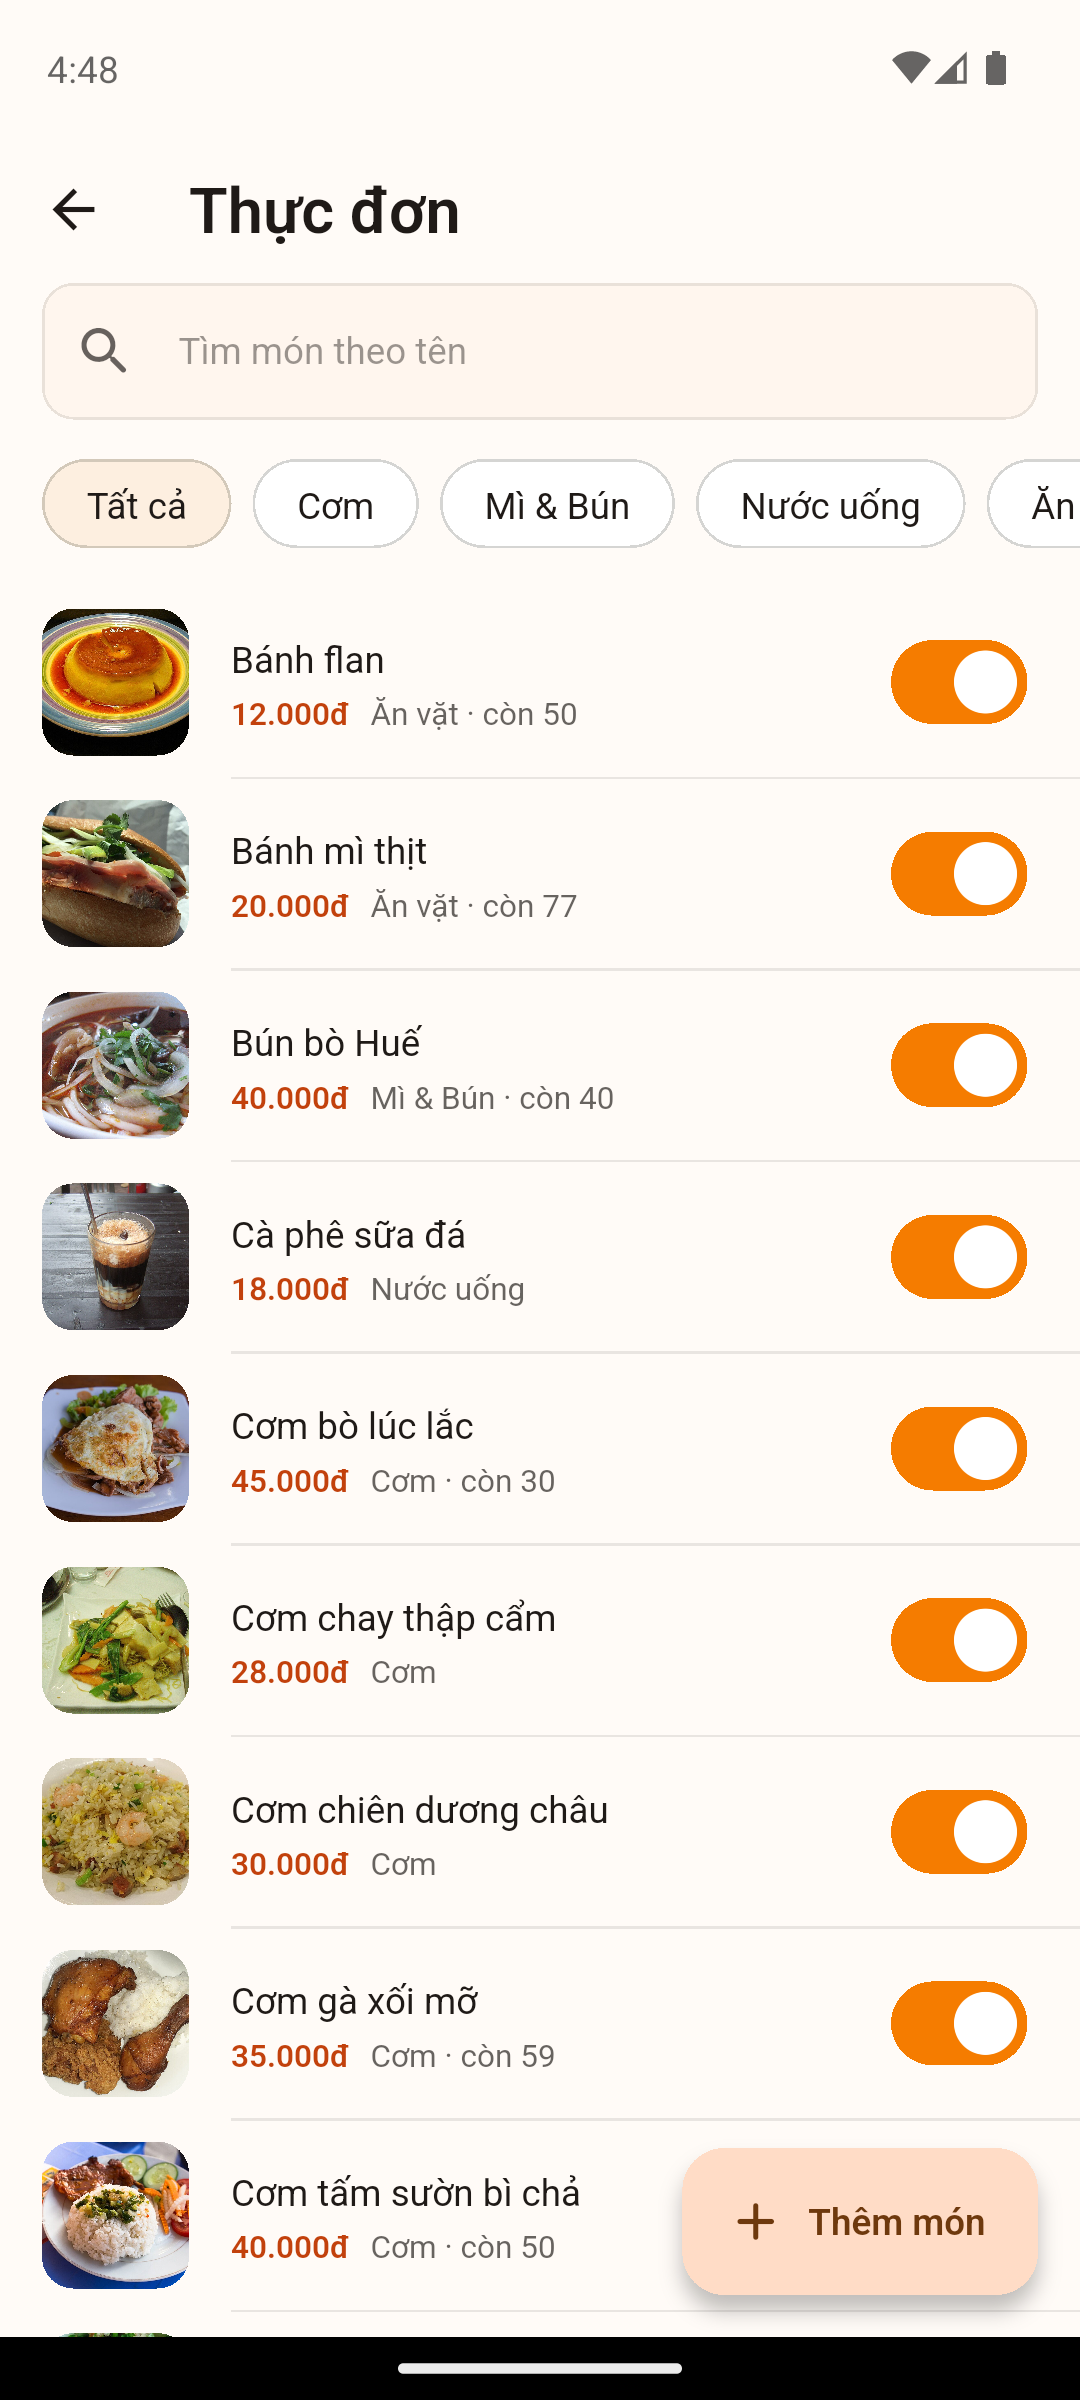 4:48
Thực đơn
Tìm món theo tên
Tất cả
Cơm
Mì & Bún
Nước uống
Ăn
Bánh flan
12.000đ Ăn vặt · còn 50
Bánh mì thịt
20.000đ Ăn vặt · còn 77
Bún bò Huế
40.000đ Mì & Bún · còn 40
Cà phê sữa đá
18.000đ Nước uống
Cơm bò lúc lắc
45.000đ Cơm · còn 30
Cơm chay thập cẩm
28.000đ Cơm
Cơm chiên dương châu
30.000đ Cơm
Cơm gà xối mỡ
35.000đ Cơm · còn 59
Cơm tấm sườn bì chả
40.000đ Cơm · còn 50
Thêm món